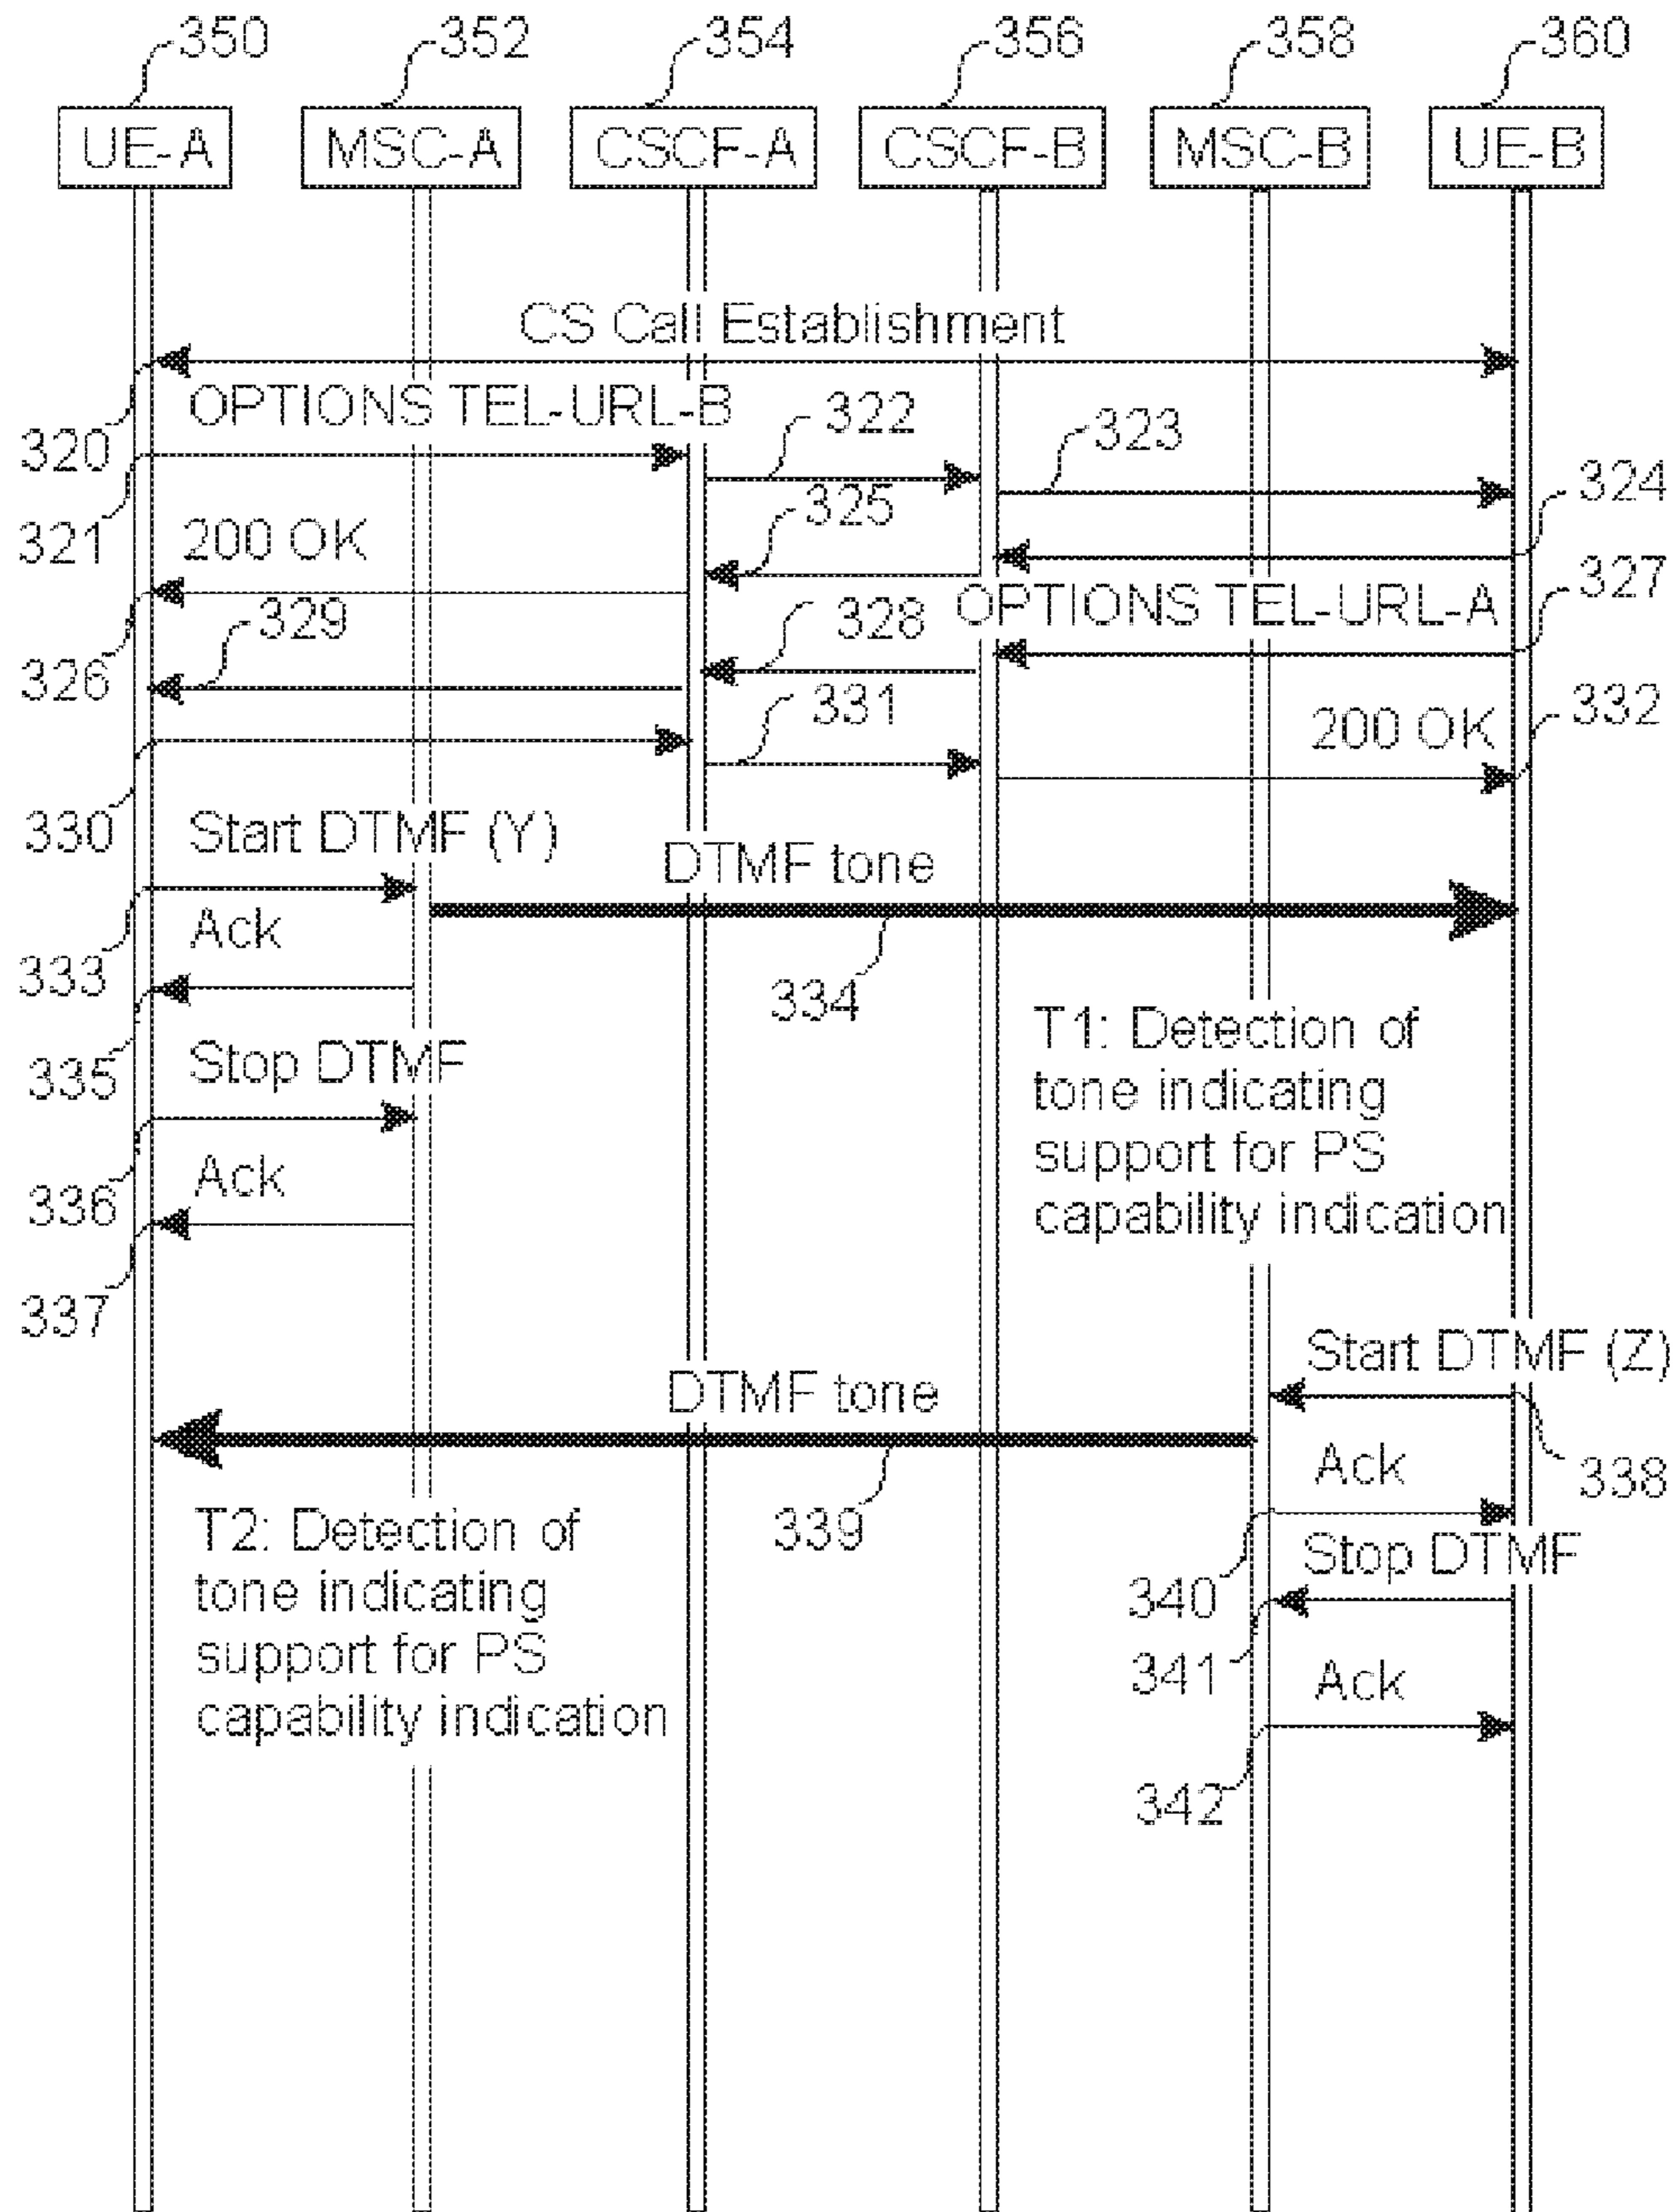 350 352 354 356 358 360
UE-A MSC-A CSCF-A CSCF-B MSC-B UE-B
CS Call Establishment
OPTIONS TEL-URL-B
320 322 323
324
321 200 OK 325
327
326 329 328 OPTIONS TEL-URL-A
331 200 OK 332
330 Start DTMF (Y)
DTMF tone
Ack
333 334
T1: Detection of
335 Stop DTMF
tone indicating
support for PS
336 Ack
capability indication
337
Start DTMF (Z)
DTMF tone
Ack 338
339
T2: Detection of
Stop DTMF
tone indicating 340
support for PS 341 Ack
capability indication
342